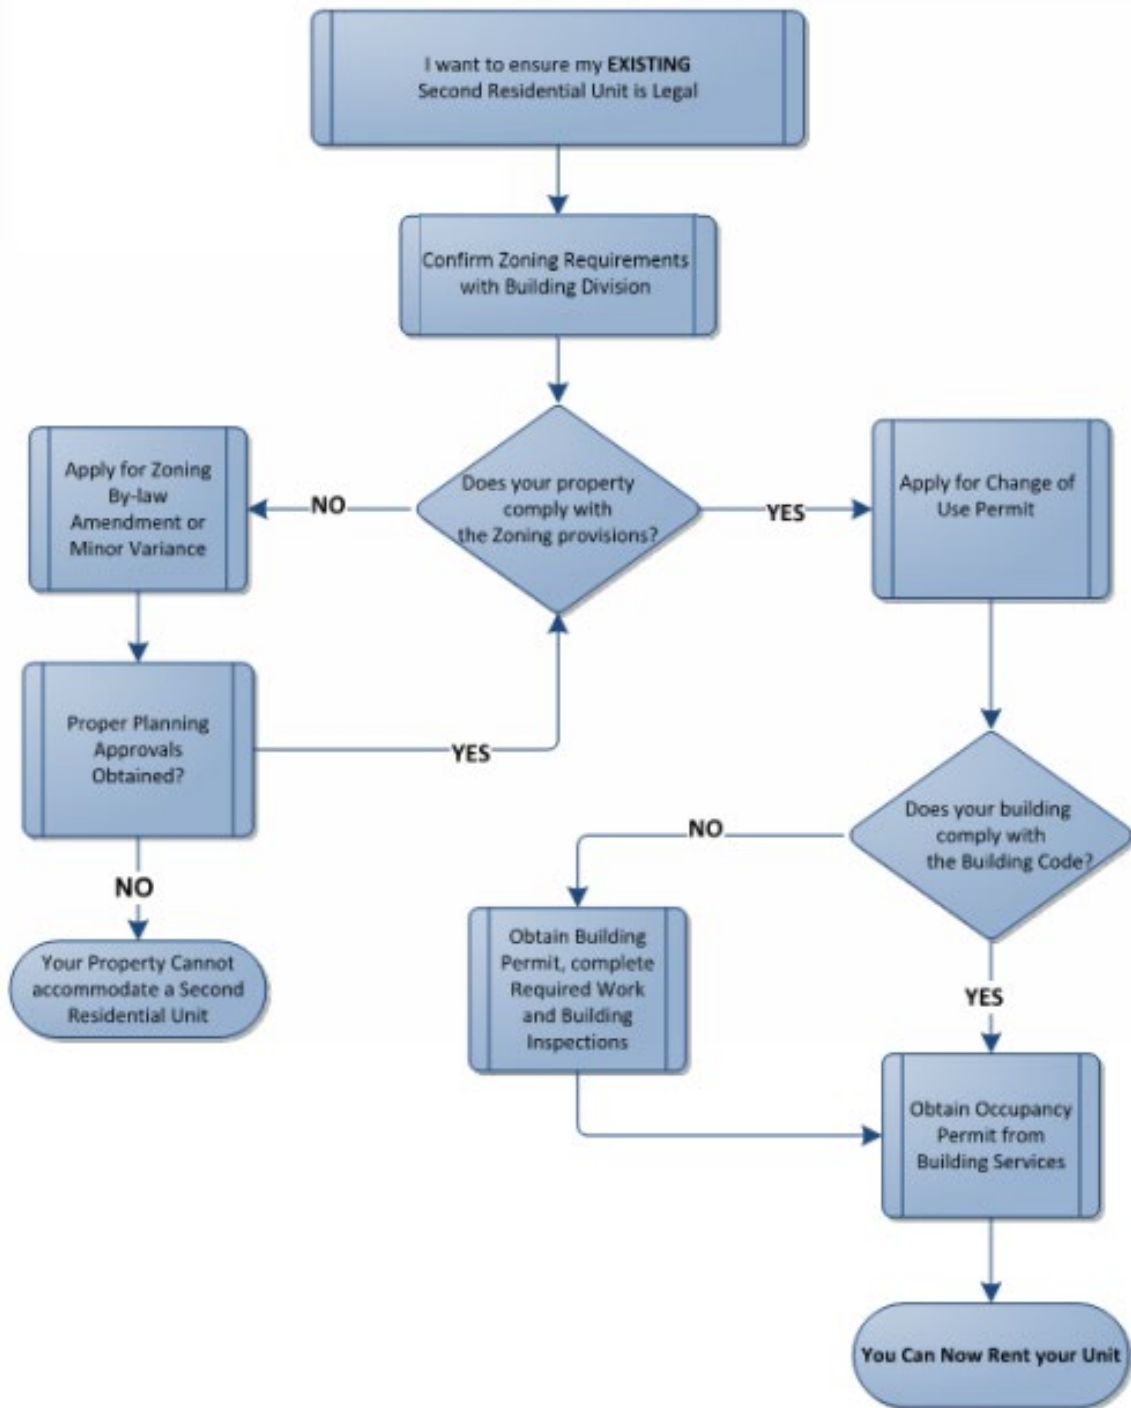 I want to ensure my EXISTING
Second Residential Unit is Legal
Confirm Zoning Requirements
with Building Division
Does your property
comply with
the Zoning provisions?
NO
Apply for Zoning
By-law
Amendment or
Minor Variance
YES
Apply for Change of
Use Permit
Proper Planning
Approvals
Obtained?
YES
NO
Your Property Cannot
accommodate a Second
Residential Unit
Does your building
comply with
the Building Code?
NO
Obtain Building
Permit, complete
Required Work
and Building
Inspections
YES
Obtain Occupancy
Permit from
Building Services
You Can Now Rent your Unit